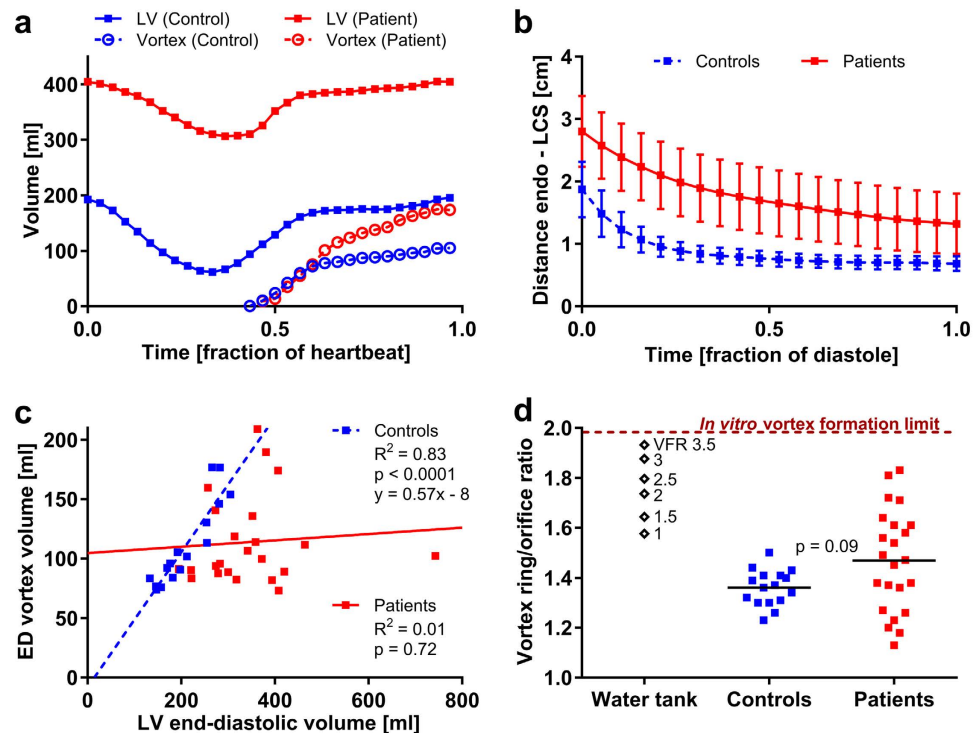 a
LV (Control)
LV (Patient)
Vortex (Control)
Vortex (Patient)
Volume [ml]
400
300
200
100
0
0.0
0.5
1.0
Time [fraction of heartbeat]
b
Controls
Patients
Distance endo - LCS [cm]
4
3
2
1
0
0.0
0.5
1.0
Time [fraction of diastole]
c
Controls
R² = 0.83
p < 0.0001
y = 0.57x - 8
Patients
R² = 0.01
p = 0.72
ED vortex volume [ml]
200
150
100
50
0
0
200
400
600
800
LV end-diastolic volume [ml]
d
In vitro vortex formation limit
VFR 3.5
3
2.5
2
1.5
1
p = 0.09
Vortex ring/orifice ratio
2.0
1.8
1.6
1.4
1.2
1.0
Water tank
Controls
Patients